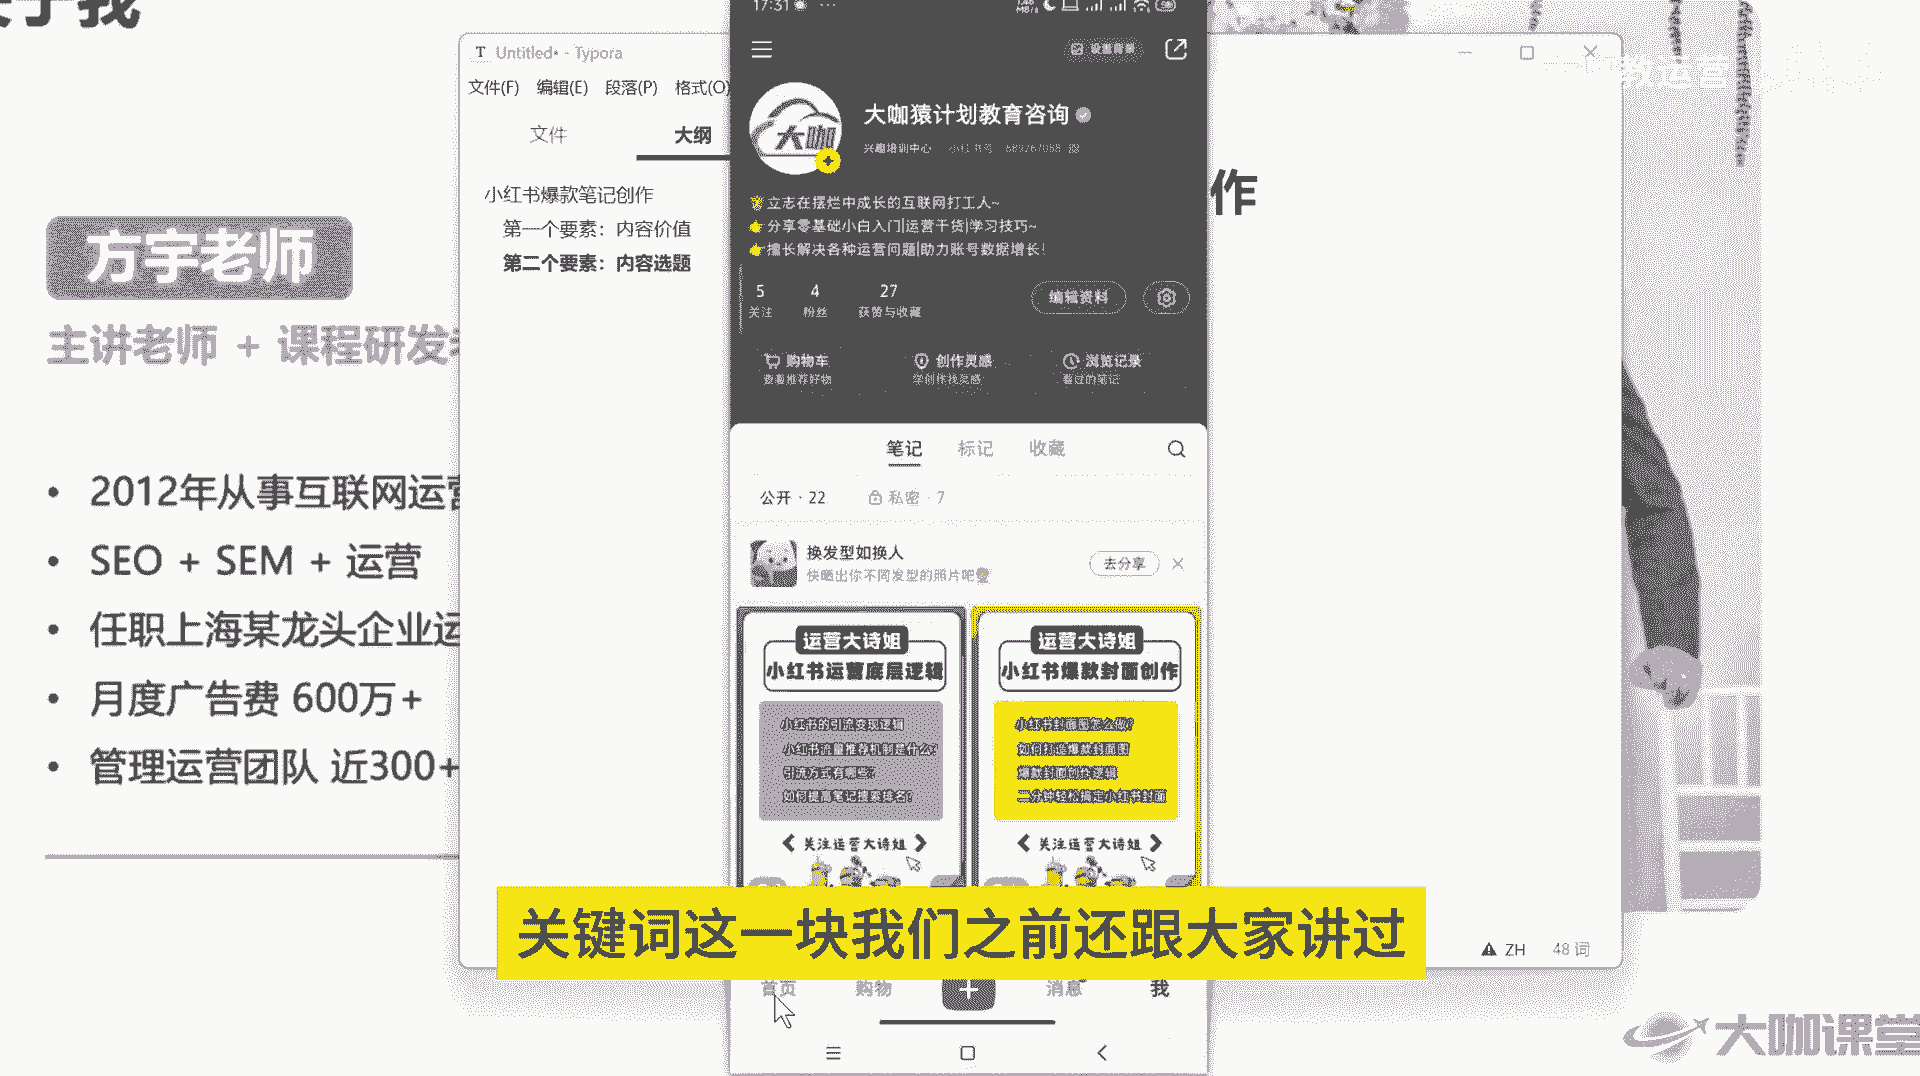 关于我
方宇老师
主讲老师 + 课程研发老
2012年从事互联网运营
SEO + SEM + 运营
任职上海某龙头企业运
月度广告费 600万+
管理运营团队 近300+
Untitled• - Typora
文件(F) 编辑(E) 段落(P) 格式(O)
文件 大纲
小红书爆款笔记创作
第一个要素：内容价值
第二个要素：内容选题
作
17:31
设置背景
大咖
大咖猿计划教育咨询
兴趣培训中心
立志在摆烂中成长的互联网打工人~
分享零基础小白入门|运营干货|学习技巧~
擅长解决各种运营问题|助力账号数据增长！
5 4 27
关注 粉丝 获赞与收藏
编辑资料
购物车 创作灵感 浏览记录
查看推荐好物 学创作找灵感 看过的笔记
笔记 标记 收藏
公开 · 22 私密 · 7
换发型如换人
快晒出你不同发型的照片吧
去分享
运营大诗姐
小红书运营底层逻辑
小红书的引流变现逻辑
小红书流量推荐机制是什么?
引流方式有哪些?
如何提高笔记搜索排名?
关注运营大诗姐
运营大诗姐
小红书爆款封面创作
小红书封面图怎么做?
如何打造爆款封面图
爆款封面创作逻辑
二分钟轻松搞定小红书封面
关注运营大诗姐
关键词这一块我们之前还跟大家讲过
首页 购物 消息 我
ZH 48 词
教运营
大咖课堂